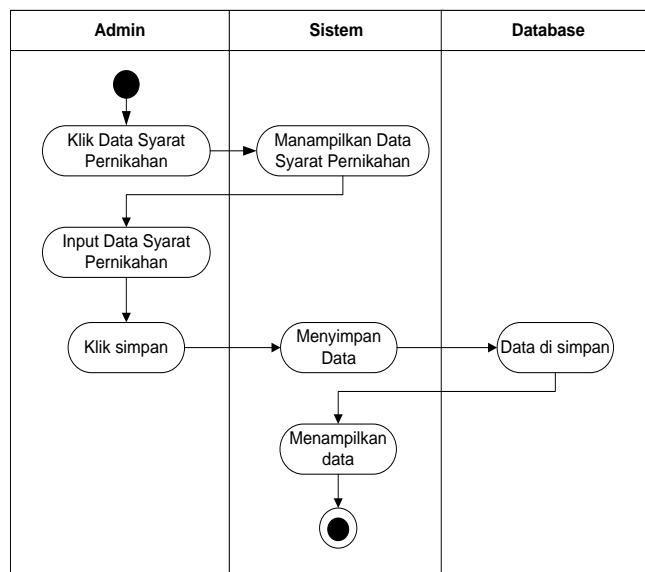 Admin
Sistem
Database
Klik Data Syarat
Pernikahan
Manampilkan Data
Syarat Pernikahan
Input Data Syarat
Pernikahan
Klik simpan
Menyimpan
Data
Data di simpan
Menampilkan
data